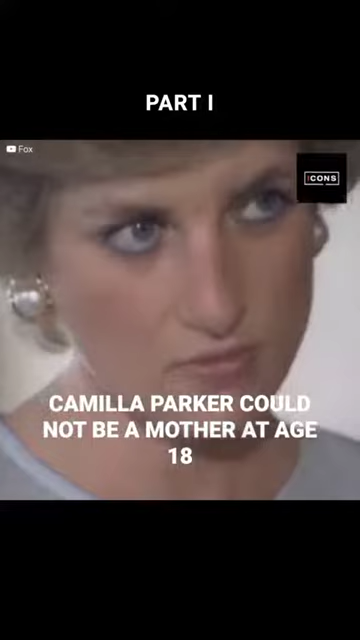 PART I
Fox
ICONS
CAMILLA PARKER COULD
NOT BE A MOTHER AT AGE
18